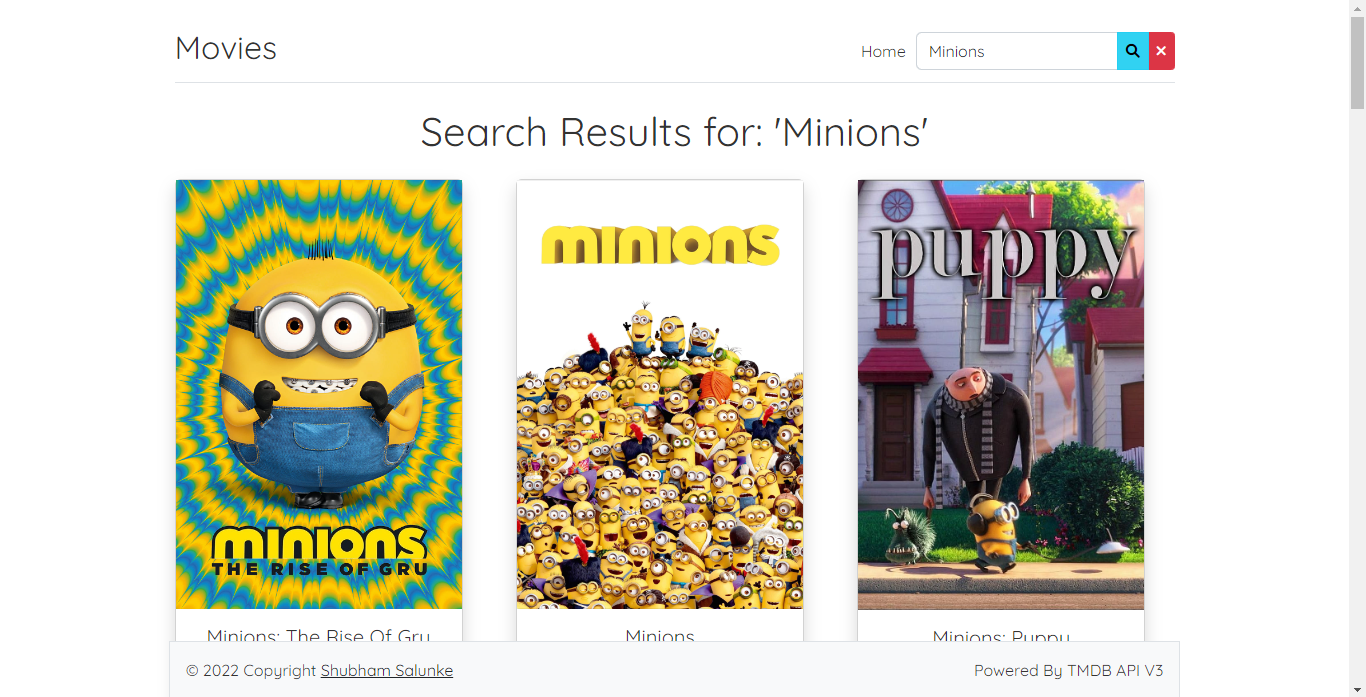 Movies
Home
Minions
Search Results for: 'Minions'
minions
THE RISE OF GRU
minions
puppy
Minions: The Rise Of Gru
Minions
Minions: Puppy
© 2022 Copyright Shubham Salunke
Powered By TMDB API V3